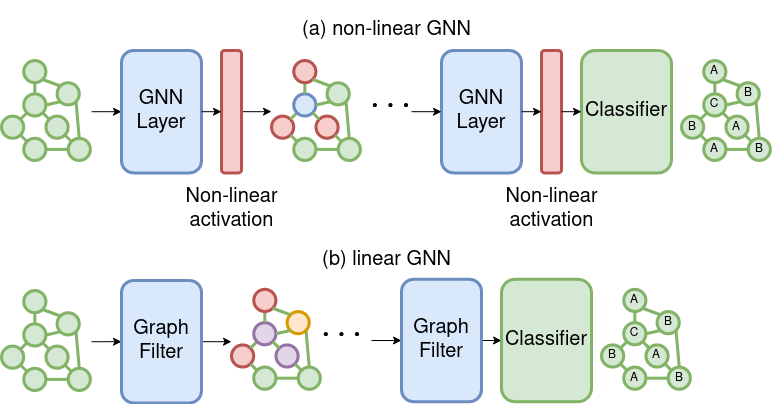 (a) non-linear GNN
GNN
Layer
GNN
Layer
Classifier
A
B
C
B
A
A
B
Non-linear
activation
Non-linear
activation
(b) linear GNN
Graph
Filter
Graph
Filter
Classifier
A
B
C
B
A
A
B